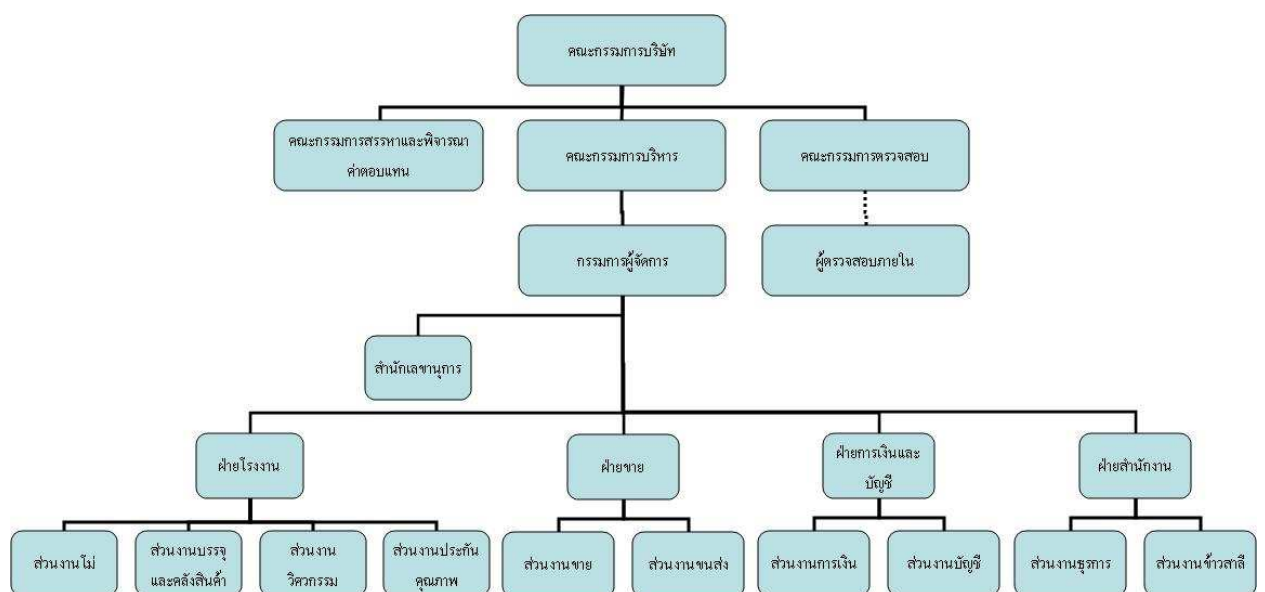 คณะกรรมการบริษัท
คณะกรรมการสรรหาและพิจารณา
ค่าตอบแทน
คณะกรรมการบริหาร
คณะกรรมการตรวจสอบ
กรรมการผู้จัดการ
ผู้ตรวจสอบภายใน
สำนักเลขานุการ
ฝ่ายโรงงาน
ฝ่ายขาย
ฝ่ายการเงินและ
บัญชี
ฝ่ายสำนักงาน
ส่วนงานโม่
ส่วนงานบรรจุ
และคลังสินค้า
ส่วนงาน
วิศวกรรม
ส่วนงานประกัน
คุณภาพ
ส่วนงานขาย
ส่วนงานขนส่ง
ส่วนงานการเงิน
ส่วนงานบัญชี
ส่วนงานธุรการ
ส่วนงานข้าวสาลี